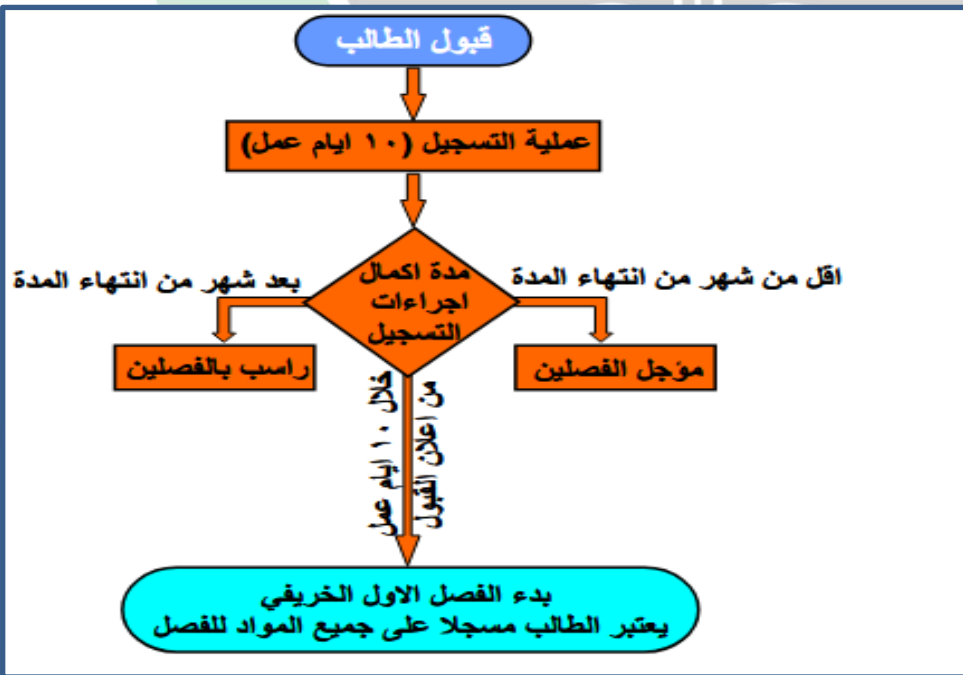 قبول الطالب
عملية التسجيل (١٠ ايام عمل)
مدة اكمال
اجراءات
التسجيل
اقل من شهر من انتهاء المدة
بعد شهر من انتهاء المدة
مؤجل الفصلين
راسب بالفصلين
خلال ١٠ ايام عمل
من اعلان القبول
بدء الفصل الاول الخريفي
يعتبر الطالب مسجلا على جميع المواد للفصل